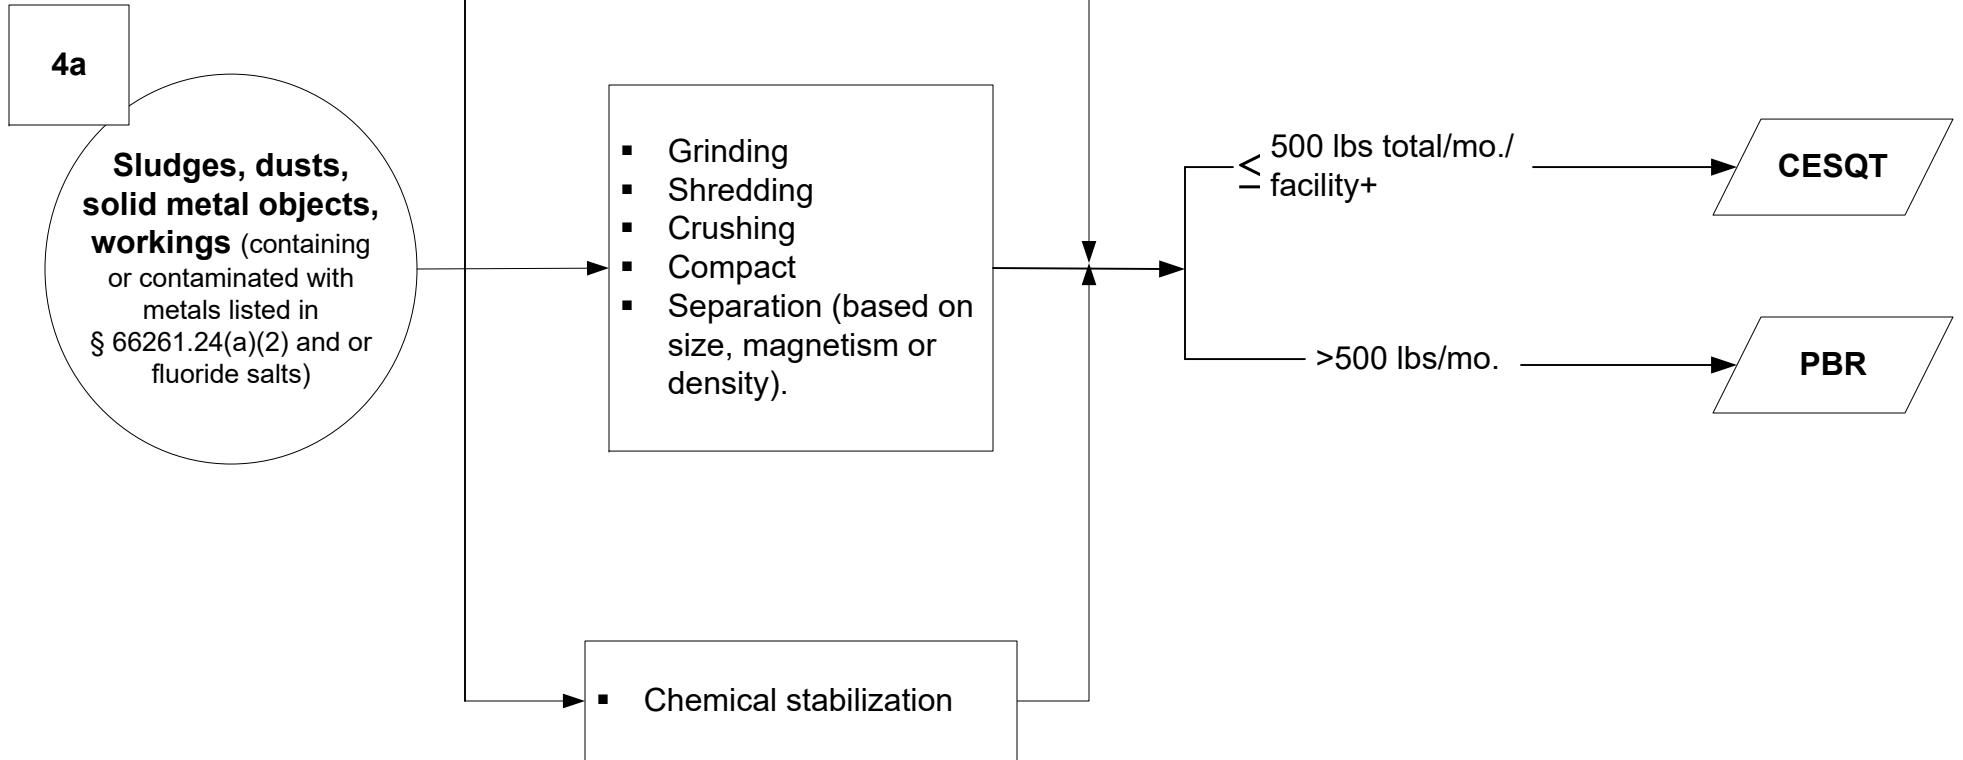 4a
Sludges, dusts,
solid metal objects,
workings (containing
or contaminated with
metals listed in
§ 66261.24(a)(2) and or
fluoride salts)
▪ Grinding
▪ Shredding
▪ Crushing
▪ Compact
▪ Separation (based on
size, magnetism or
density).
▪ Chemical stabilization
≤ 500 lbs total/mo./
facility+
CESQT
>500 lbs/mo.
PBR